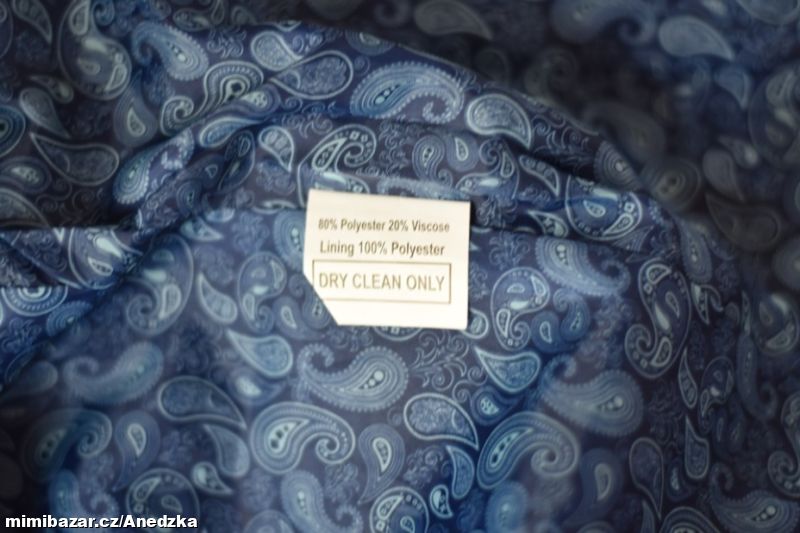 80% Polyester 20% Viscose
Lining 100% Polyester
DRY CLEAN ONLY
mimibazar.cz/Anedzka